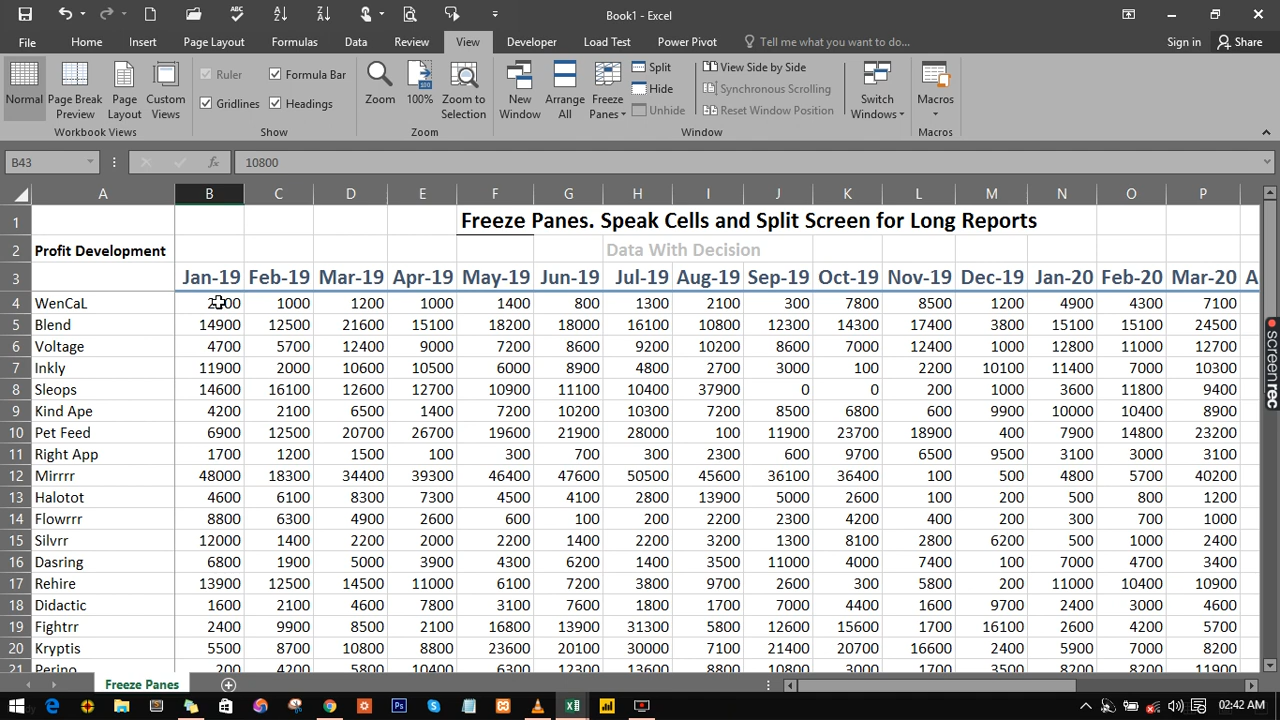 Book1 - Excel
File Home Insert Page Layout Formulas Data Review View Developer Load Test Power Pivot Tell me what you want to do... Sign in Share
Normal Page Break Preview Page Layout Custom Views Ruler Formula Bar Gridlines Headings Zoom 100% Zoom to Selection New Window Arrange All Freeze Panes Split Hide Unhide View Side by Side Synchronous Scrolling Reset Window Position Switch Windows Macros
Workbook Views Show Zoom Window Macros
B43 fx 10800
A B C D E F G H I J K L M N O P
1 Freeze Panes. Speak Cells and Split Screen for Long Reports
2 Profit Development Data With Decision
3 Jan-19 Feb-19 Mar-19 Apr-19 May-19 Jun-19 Jul-19 Aug-19 Sep-19 Oct-19 Nov-19 Dec-19 Jan-20 Feb-20 Mar-20 A
4 WenCaL 1000 1200 1000 1400 800 1300 2100 300 7800 8500 1200 4900 4300 7100
5 Blend 14900 12500 21600 15100 18200 18000 16100 10800 12300 14300 17400 3800 15100 15100 24500
6 Voltage 4700 5700 12400 9000 7200 8600 9200 10200 8600 7000 12400 1000 12800 11000 12700
7 Inkly 11900 2000 10600 10500 6000 8900 4800 2700 3000 100 2200 10100 11400 7000 10300
8 Sleops 14600 16100 12600 12700 10900 11100 10400 37900 0 0 200 1000 3600 11800 9400
9 Kind Ape 4200 2100 6500 1400 7200 10200 10300 7200 8500 6800 600 9900 10000 10400 8900
10 Pet Feed 6900 12500 20700 26700 19600 21900 28000 100 11900 23700 18900 400 7900 14800 23200
11 Right App 1700 1200 1500 100 300 700 300 2300 600 9700 6500 9500 3100 3000 3100
12 Mirrrr 48000 18300 34400 39300 46400 47600 50500 45600 36100 36400 100 500 4800 5700 40200
13 Halotot 4600 6100 8300 7300 4500 4100 2800 13900 5000 2600 100 200 500 800 1200
14 Flowrrr 8800 6300 4900 2600 600 100 200 2200 2300 4200 400 200 300 700 1000
15 Silvrr 12000 1400 2200 2000 2200 1400 2200 3200 1300 8100 2800 6200 500 1000 2400
16 Dasring 6800 1900 5000 3900 4300 6200 1400 3500 11000 4000 7400 100 7000 4700 3400
17 Rehire 13900 12500 14500 11000 6100 7200 3800 9700 2600 300 5800 200 11000 10400 10900
18 Didactic 1600 2100 4600 7800 3100 7600 1800 1700 7000 4400 1600 9700 2400 3000 4600
19 Fightrr 2400 9900 8500 2100 16800 13900 31300 5800 12600 15600 1700 16100 2600 4200 5700
20 Kryptis 5500 8700 10800 8800 23600 20100 30000 7100 21400 20700 16600 2400 5900 7000 8200
21 Perino 200 4200 5800 10400 6300 12300 13600 8800 10800 3000 1700 3500 8200 8200 11900
Freeze Panes
02:42 AM
screenrec